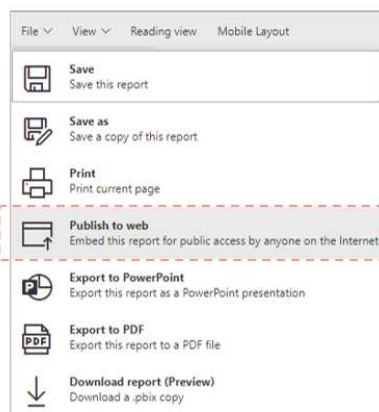 File View Reading view Mobile Layout
Save
Save this report
Save as
Save a copy of this report
Print
Print current page
Publish to web
Embed this report for public access by anyone on the Internet
P
Export to PowerPoint
Export this report as a PowerPoint presentation
PDF
Export to PDF
Export this report to a PDF file
Download report (Preview)
Download a .pbix copy